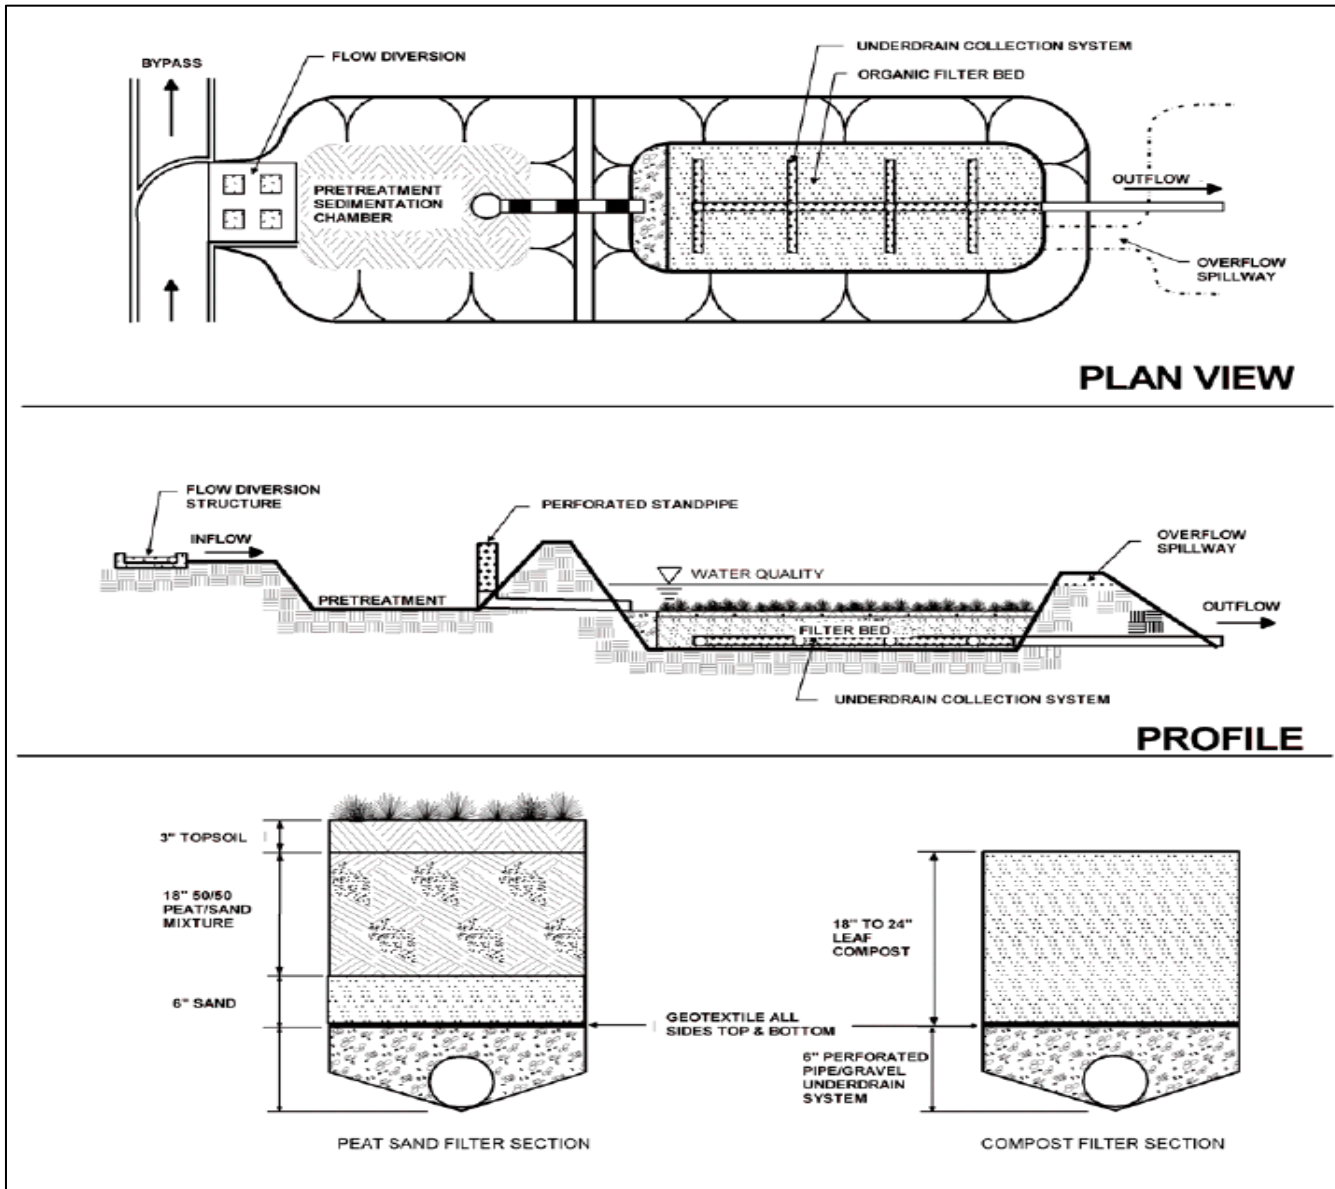 BYPASS
FLOW DIVERSION
UNDERDRAIN COLLECTION SYSTEM
ORGANIC FILTER BED
PRETREATMENT
SEDIMENTATION
CHAMBER
OUTFLOW
OVERFLOW
SPILLWAY
PLAN VIEW
FLOW DIVERSION
STRUCTURE
INFLOW
PERFORATED STANDPIPE
OVERFLOW
SPILLWAY
WATER QUALITY
PRETREATMENT
OUTFLOW
FILTER BED
UNDERDRAIN COLLECTION SYSTEM
PROFILE
3" TOPSOIL
18" 50/50
PEAT/SAND
MIXTURE
6" SAND
18" TO 24"
LEAF
COMPOST
GEOTEXTILE ALL
SIDES TOP & BOTTOM
6" PERFORATED
PIPE/GRAVEL
UNDERDRAIN
SYSTEM
PEAT SAND FILTER SECTION
COMPOST FILTER SECTION